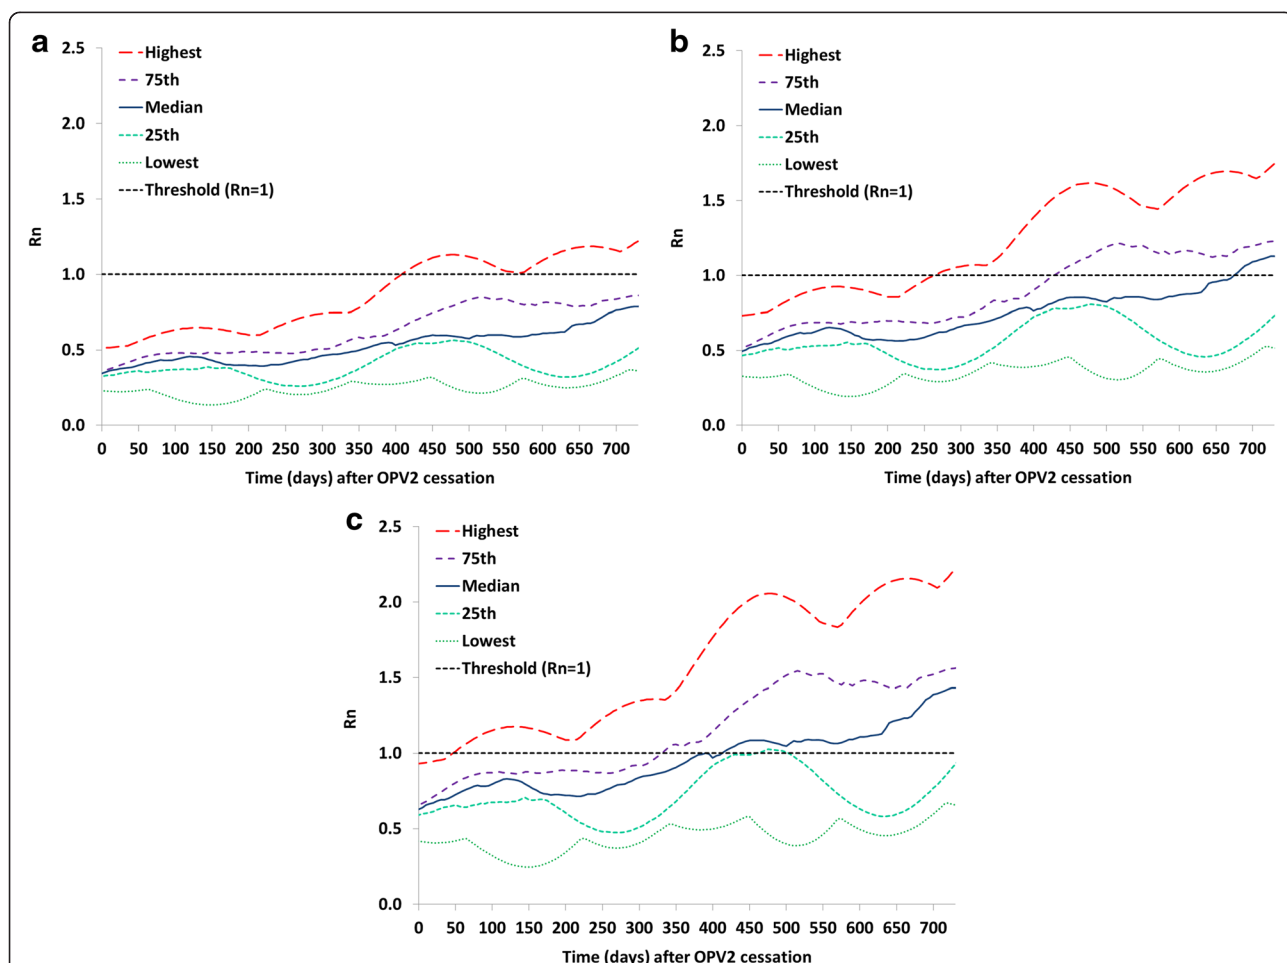 a
2.5
2.0
1.5
1.0
0.5
0.0
Rn
Highest
75th
Median
25th
Lowest
Threshold (Rn=1)
0 50 100 150 200 250 300 350 400 450 500 550 600 650 700
Time (days) after OPV2 cessation
b
2.5
2.0
1.5
1.0
0.5
0.0
Rn
Highest
75th
Median
25th
Lowest
Threshold (Rn=1)
0 50 100 150 200 250 300 350 400 450 500 550 600 650 700
Time (days) after OPV2 cessation
c
2.5
2.0
1.5
1.0
0.5
0.0
Rn
Highest
75th
Median
25th
Lowest
Threshold (Rn=1)
0 50 100 150 200 250 300 350 400 450 500 550 600 650 700
Time (days) after OPV2 cessation